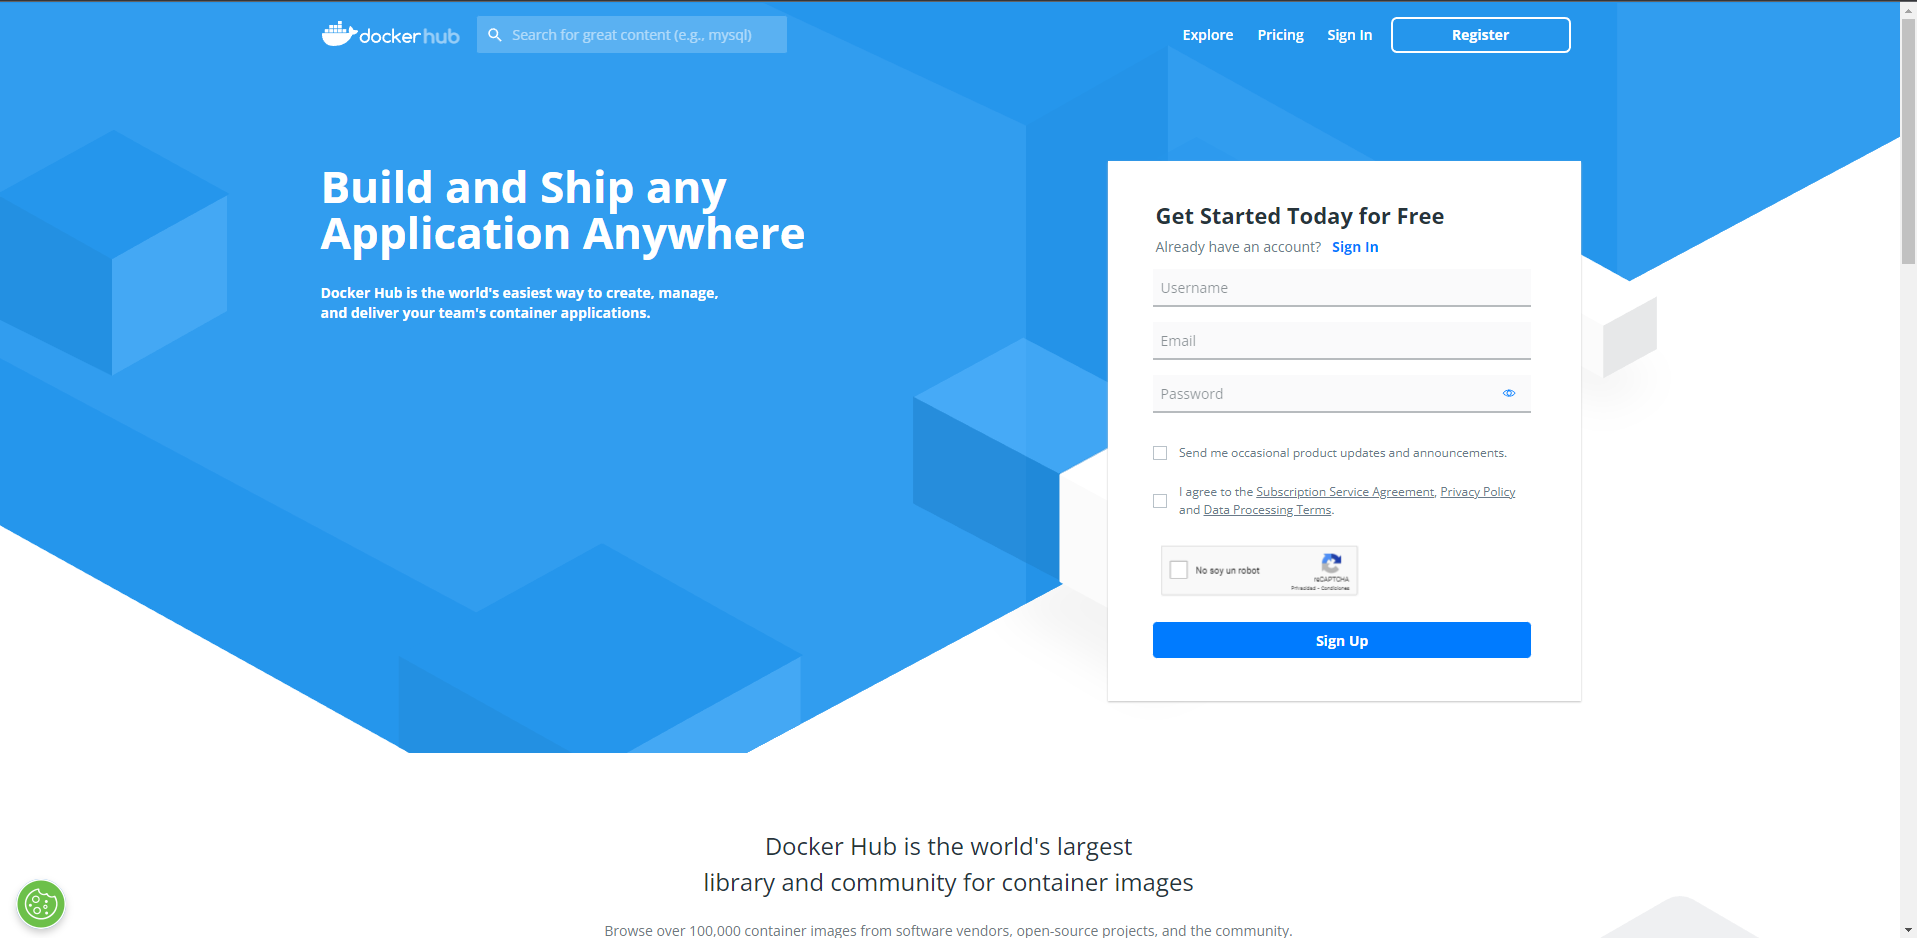 docker hub
Search for great content (e.g., mysql)
Explore
Pricing
Sign In
Register
Build and Ship any
Application Anywhere
Docker Hub is the world's easiest way to create, manage,
and deliver your team's container applications.
Get Started Today for Free
Already have an account? Sign In
Username
Email
Password
Send me occasional product updates and announcements.
I agree to the Subscription Service Agreement, Privacy Policy
and Data Processing Terms.
No soy un robot
reCAPTCHA
Privacidad - Condiciones
Sign Up
Docker Hub is the world's largest
library and community for container images
Browse over 100,000 container images from software vendors, open-source projects, and the community.